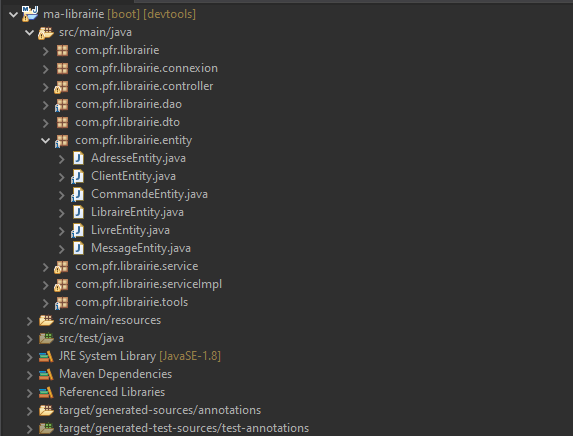 ma-librairie [boot] [devtools]
src/main/java
com.pfr.librairie
com.pfr.librairie.connexion
com.pfr.librairie.controller
com.pfr.librairie.dao
com.pfr.librairie.dto
com.pfr.librairie.entity
AdresseEntity.java
ClientEntity.java
CommandeEntity.java
LibraireEntity.java
LivreEntity.java
MessageEntity.java
com.pfr.librairie.service
com.pfr.librairie.serviceImpl
com.pfr.librairie.tools
src/main/resources
src/test/java
JRE System Library [JavaSE-1.8]
Maven Dependencies
Referenced Libraries
target/generated-sources/annotations
target/generated-test-sources/test-annotations